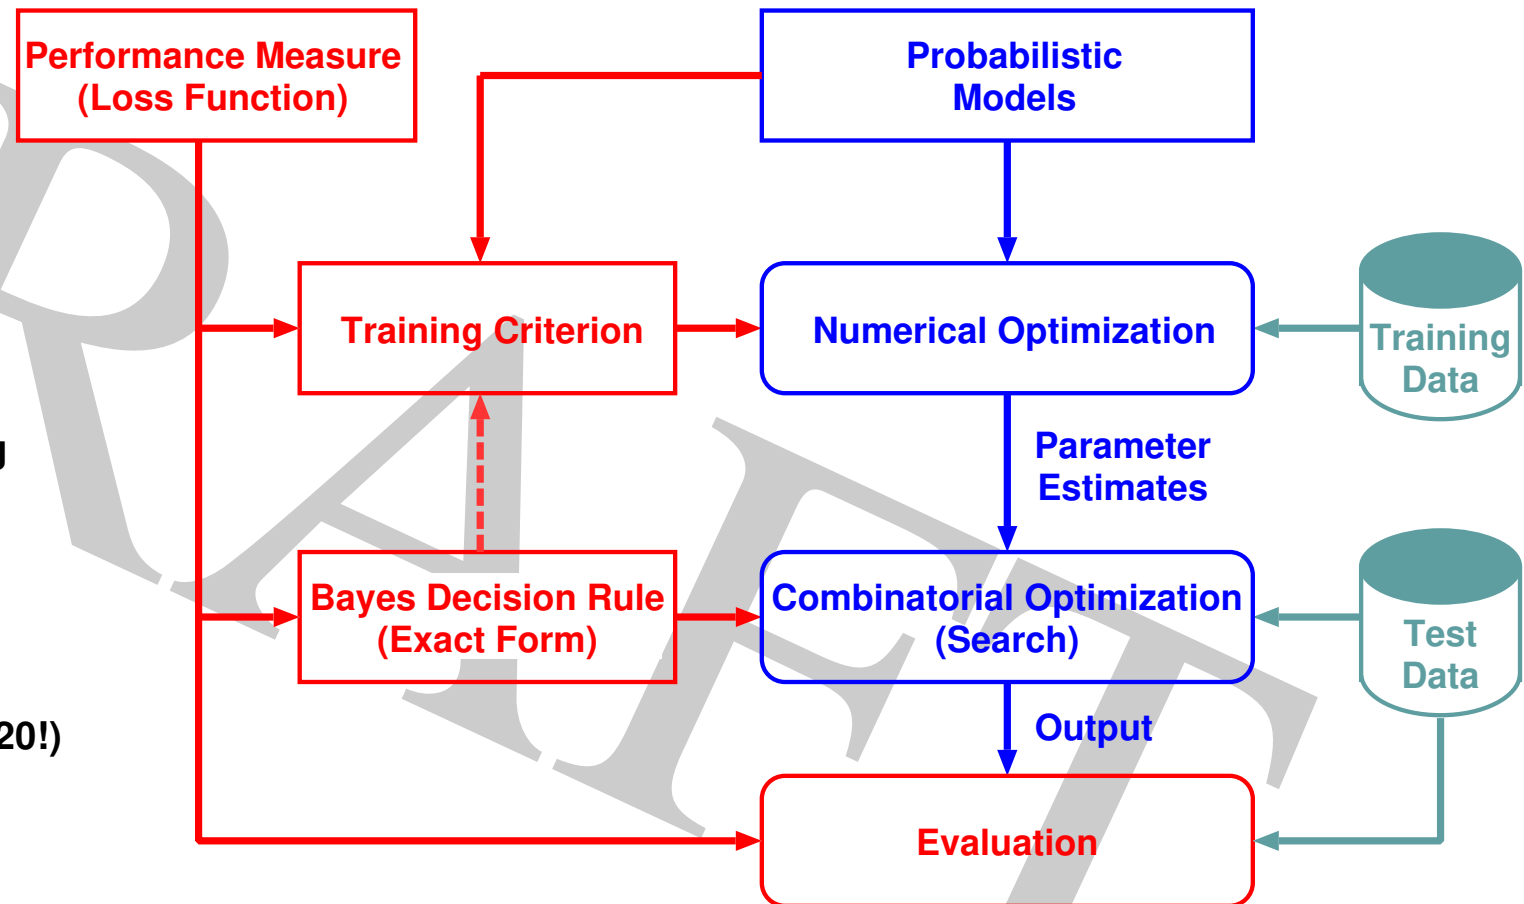 Performance Measure
(Loss Function)
Probabilistic
Models
Training Criterion
Numerical Optimization
Training
Data
g
Parameter
Estimates
Bayes Decision Rule
(Exact Form)
Combinatorial Optimization
(Search)
Test
Data
20!)
Output
Evaluation
RAFT